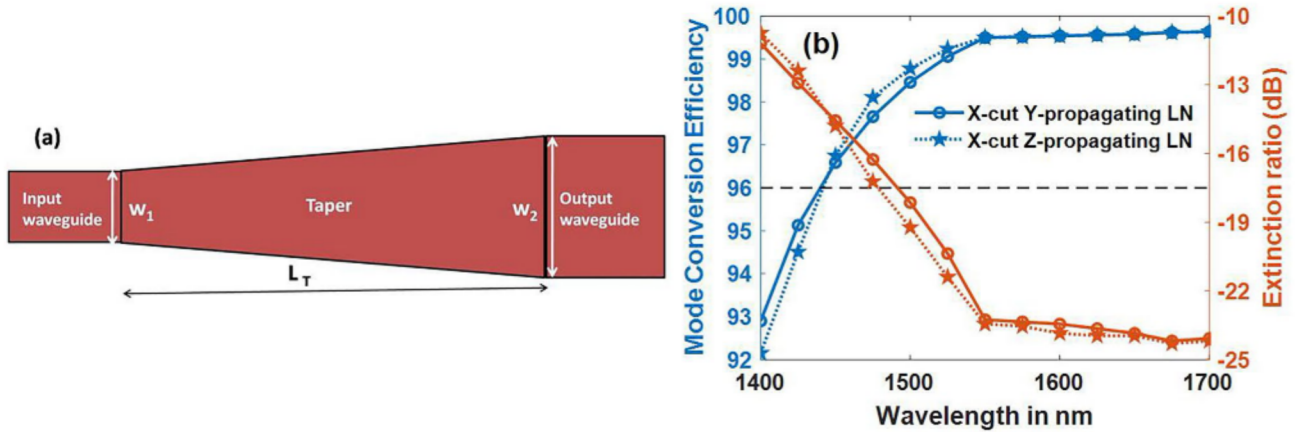 (a)
Input
waveguide
W1
Taper
W2
Output
waveguide
L T
(b)
Mode Conversion Efficiency
100
99
98
97
96
95
94
93
92
X-cut Y-propagating LN
X-cut Z-propagating LN
-10
-13
-16
-19
-22
-25
Extinction ratio (dB)
1400
1500
1600
1700
Wavelength in nm